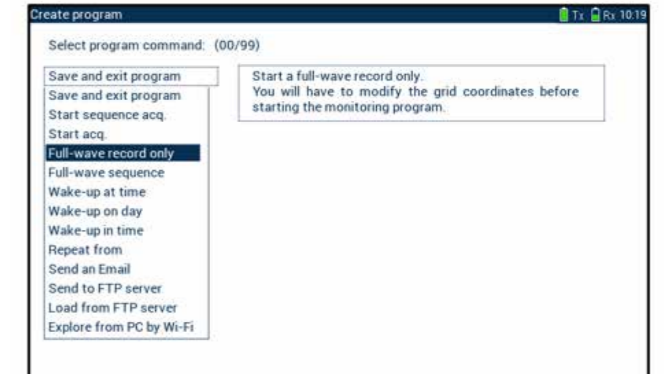 Create program
Tx Rx 10:19
Select program command: (00/99)
Save and exit program
Save and exit program
Start sequence acq.
Start acq.
Full-wave record only
Full-wave sequence
Wake-up at time
Wake-up on day
Wake-up in time
Repeat from
Send an Email
Send to FTP server
Load from FTP server
Explore from PC by Wi-Fi
Start a full-wave record only.
You will have to modify the grid coordinates before
starting the monitoring program.